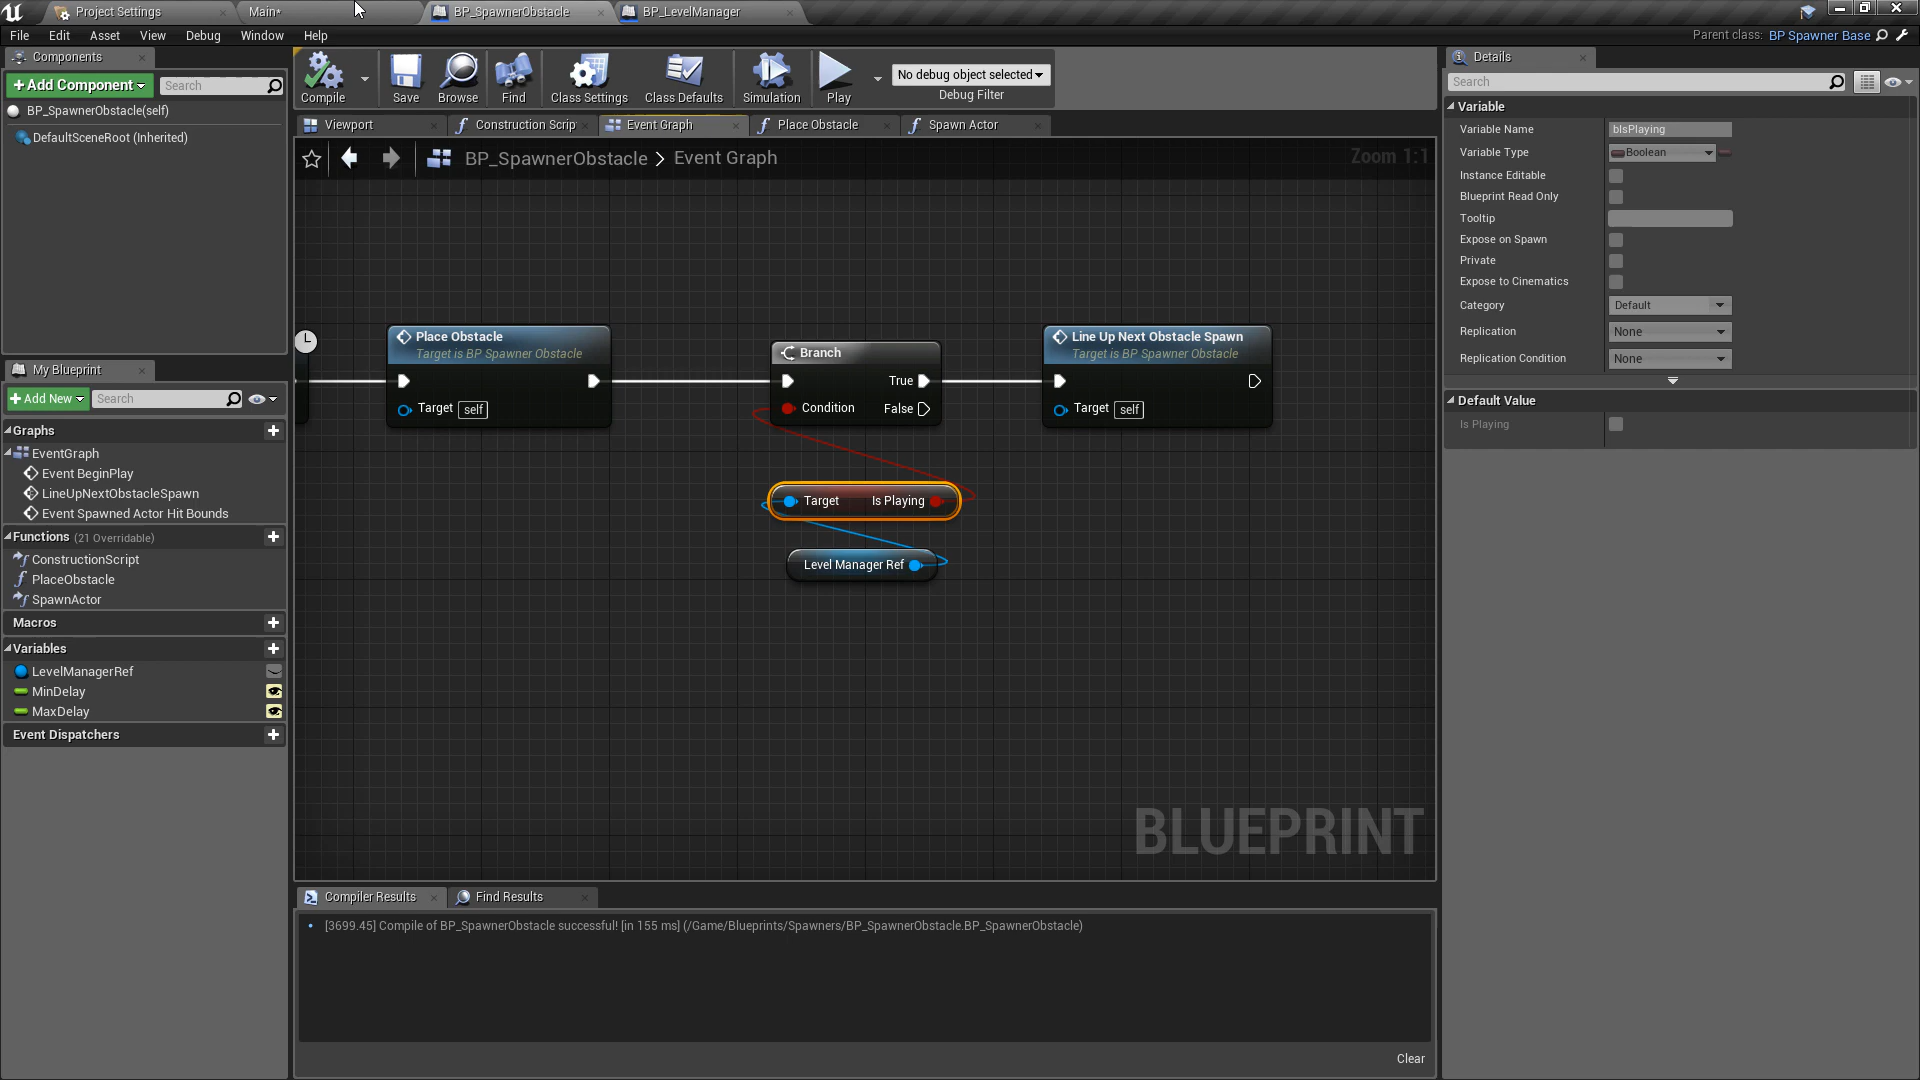 Project Settings
Main*
BP_SpawnerObstacle
BP_LevelManager
File
Edit
Asset
View
Debug
Window
Help
Parent class: BP Spawner Base
Components
Add Component
Search
BP_SpawnerObstacle(self)
DefaultSceneRoot (Inherited)
Compile
Save
Browse
Find
Class Settings
Class Defaults
Simulation
Play
No debug object selected
Debug Filter
Viewport
Construction Scrip
Event Graph
Place Obstacle
Spawn Actor
BP_SpawnerObstacle > Event Graph
Zoom 1:1
Place Obstacle
Target is BP Spawner Obstacle
Target self
Branch
True
Condition
False
Line Up Next Obstacle Spawn
Target is BP Spawner Obstacle
Target self
Target Is Playing
Level Manager Ref
BLUEPRINT
My Blueprint
Add New
Search
Graphs
EventGraph
Event BeginPlay
LineUpNextObstacleSpawn
Event Spawned Actor Hit Bounds
Functions (21 Overridable)
ConstructionScript
PlaceObstacle
SpawnActor
Macros
Variables
LevelManagerRef
MinDelay
MaxDelay
Event Dispatchers
Compiler Results
Find Results
[3699.45] Compile of BP_SpawnerObstacle successful! [in 155 ms] (/Game/Blueprints/Spawners/BP_SpawnerObstacle.BP_SpawnerObstacle)
Clear
Details
Search
Variable
Variable Name bIsPlaying
Variable Type Boolean
Instance Editable
Blueprint Read Only
Tooltip
Expose on Spawn
Private
Expose to Cinematics
Category Default
Replication None
Replication Condition None
Default Value
Is Playing